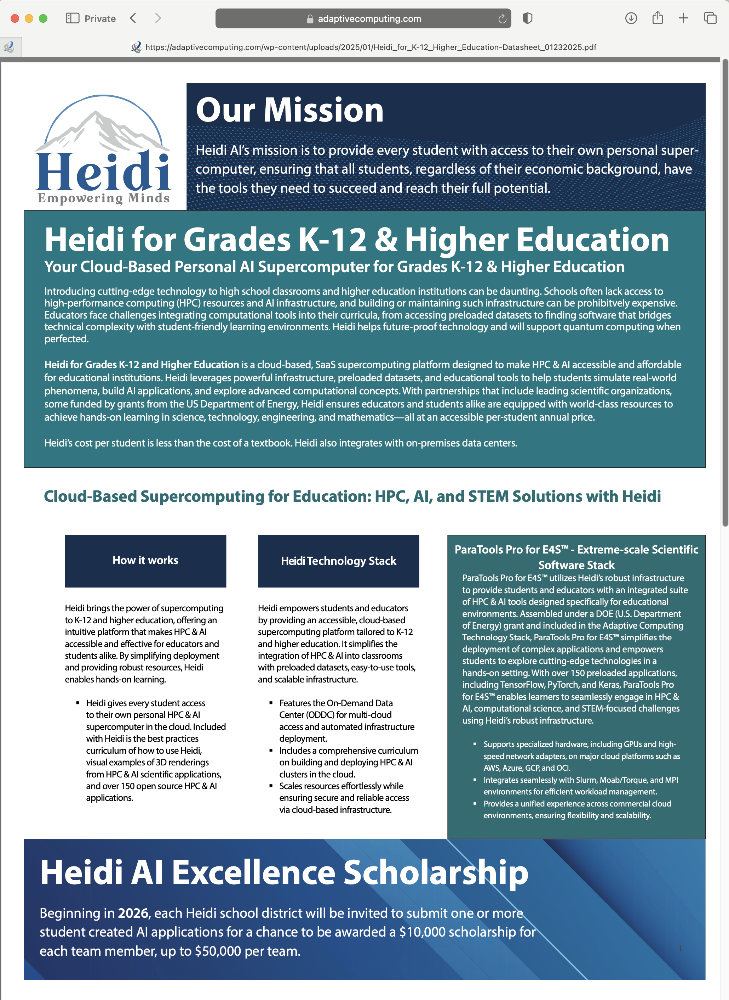 Private
adaptivecomputing.com
https://adaptivecomputing.com/wp-content/uploads/2025/01/Heidi_for_K-12_Higher_Education-Datasheet_01232025.pdf
Heidi
Empowering Minds
Our Mission
Heidi AI’s mission is to provide every student with access to their own personal super-
computer, ensuring that all students, regardless of their economic background, have
the tools they need to succeed and reach their full potential.
Heidi for Grades K-12 & Higher Education
Your Cloud-Based Personal AI Supercomputer for Grades K-12 & Higher Education
Introducing cutting-edge technology to high school classrooms and higher education institutions can be daunting. Schools often lack access to
high-performance computing (HPC) resources and AI infrastructure, and building or maintaining such infrastructure can be prohibitvely expensive.
Educators face challenges integrating computational tools into their curricula, from accessing preloaded datasets to finding software that bridges
technical complexity with student-friendly learning environments. Heidi helps future-proof technology and will support quantum computing when
perfected.
Heidi for Grades K-12 and Higher Education is a cloud-based, SaaS supercomputing platform designed to make HPC & AI accessible and affordable
for educational institutions. Heidi leverages powerful infrastructure, preloaded datasets, and educational tools to help students simulate real-world
phenomena, build AI applications, and explore advanced computational concepts. With partnerships that include leading scientific organizations,
some funded by grants from the US Department of Energy, Heidi ensures educators and students alike are equipped with world-class resources to
achieve hands-on learning in science, technology, engineering, and mathematics—all at an accessible per-student annual price.
Heidi’s cost per student is less than the cost of a textbook. Heidi also integrates with on-premises data centers.
Cloud-Based Supercomputing for Education: HPC, AI, and STEM Solutions with Heidi
How it works
Heidi brings the power of supercomputing
to K-12 and higher education, offering an
intuitive platform that makes HPC & AI
accessible and effective for educators and
students alike. By simplifying deployment
and providing robust resources, Heidi
enables hands-on learning.
▪ Heidi gives every student access
to their own personal HPC & AI
supercomputer in the cloud. Included
with Heidi is the best practices
curriculum of how to use Heidi,
visual examples of 3D renderings
from HPC & AI scientific applications,
and over 150 open source HPC & AI
applications.
Heidi Technology Stack
Heidi empowers students and educators
by providing an accessible, cloud-based
supercomputing platform tailored to K-12
and higher education. It simplifies the
integration of HPC & AI into classrooms
with preloaded datasets, easy-to-use tools,
and scalable infrastructure.
▪ Features the On-Demand Data
Center (ODDC) for multi-cloud
access and automated infrastructure
deployment.
▪ Includes a comprehensive curriculum
on building and deploying HPC & AI
clusters in the cloud.
▪ Scales resources effortlessly while
ensuring secure and reliable access
via cloud-based infrastructure.
ParaTools Pro for E4S™ - Extreme-scale Scientific
Software Stack
ParaTools Pro for E4S™ utilizes Heidi’s robust infrastructure
to provide students and educators with an integrated suite
of HPC & AI tools designed specifically for educational
environments. Assembled under a DOE (U.S. Department
of Energy) grant and included in the Adaptive Computing
Technology Stack, ParaTools Pro for E4S™ simplifies the
deployment of complex applications and empowers
students to explore cutting-edge technologies in a
hands-on setting. With over 150 preloaded applications,
including TensorFlow, PyTorch, and Keras, ParaTools Pro
for E4S™ enables learners to seamlessly engage in HPC &
AI, computational science, and STEM-focused challenges
using Heidi’s robust infrastructure.
▪ Supports specialized hardware, including GPUs and high-
speed network adapters, on major cloud platforms such as
AWS, Azure, GCP, and OCI.
▪ Integrates seamlessly with Slurm, Moab/Torque, and MPI
environments for efficient workload management.
▪ Provides a unified experience across commercial cloud
environments, ensuring flexibility and scalability.
Heidi AI Excellence Scholarship
Beginning in 2026, each Heidi school district will be invited to submit one or more
student created AI applications for a chance to be awarded a $10,000 scholarship for
each team member, up to $50,000 per team.
1